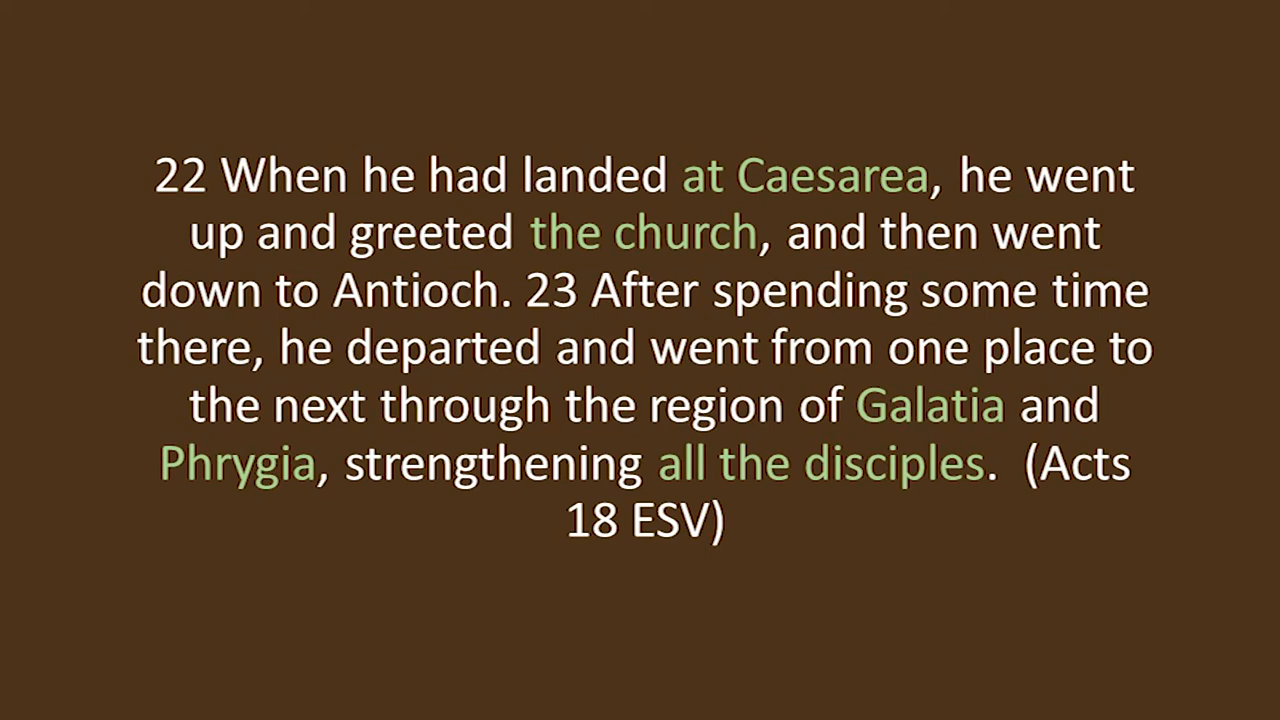 22 When he had landed at Caesarea, he went
up and greeted the church, and then went
down to Antioch. 23 After spending some time
there, he departed and went from one place to
the next through the region of Galatia and
Phrygia, strengthening all the disciples.  (Acts
18 ESV)